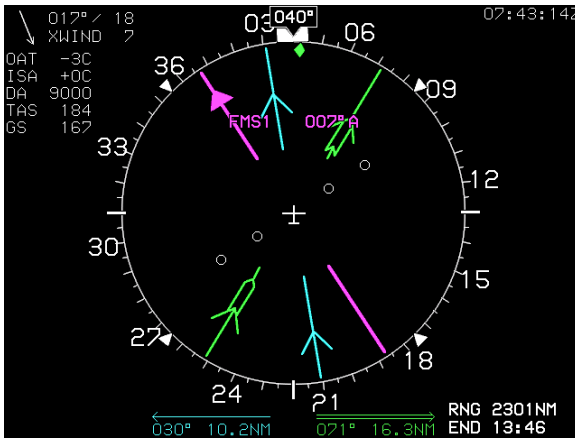 017° / 18
XWIND 7
OAT -3C
ISA +0C
DA 9000
TAS 184
GS 167
040°
07:43:14Z
03
06
36
09
FMS1 007°A
33
12
30
15
27
18
24
21
030° 10.2NM
071° 16.3NM
RNG 2301NM
END 13:46